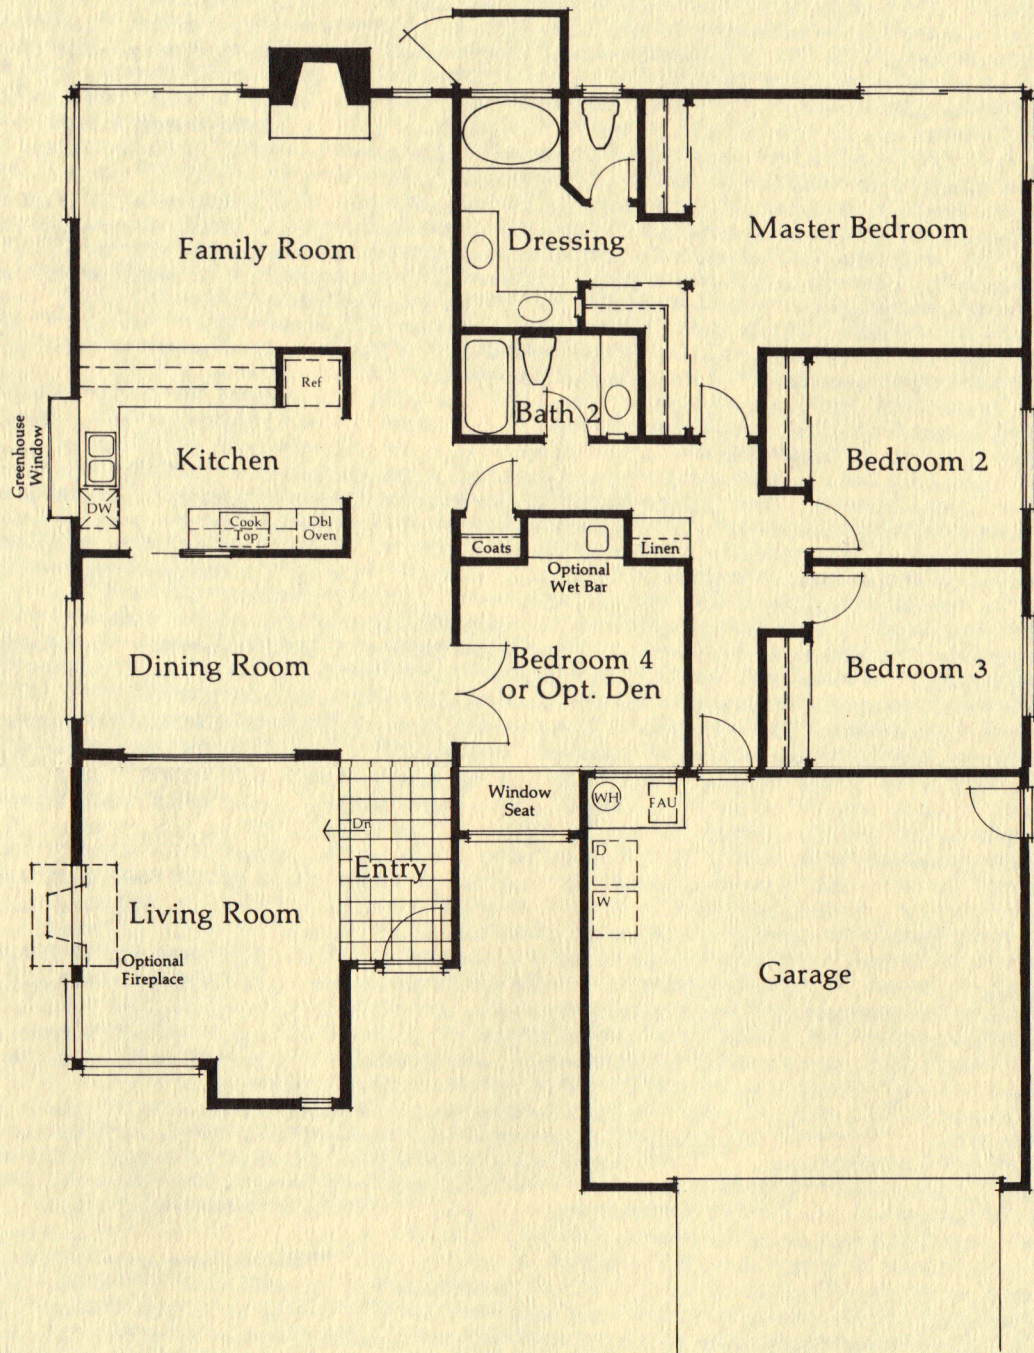 Family Room
Dressing
Master Bedroom
Ref
Bath 2
Greenhouse
Window
Kitchen
Bedroom 2
DW
Cook
Top
Dbl
Oven
Coats
Linen
Optional
Wet Bar
Dining Room
Bedroom 4
or Opt. Den
Bedroom 3
Window
Seat
WH
FAU
Dn
D
Entry
W
Living Room
Optional
Fireplace
Garage